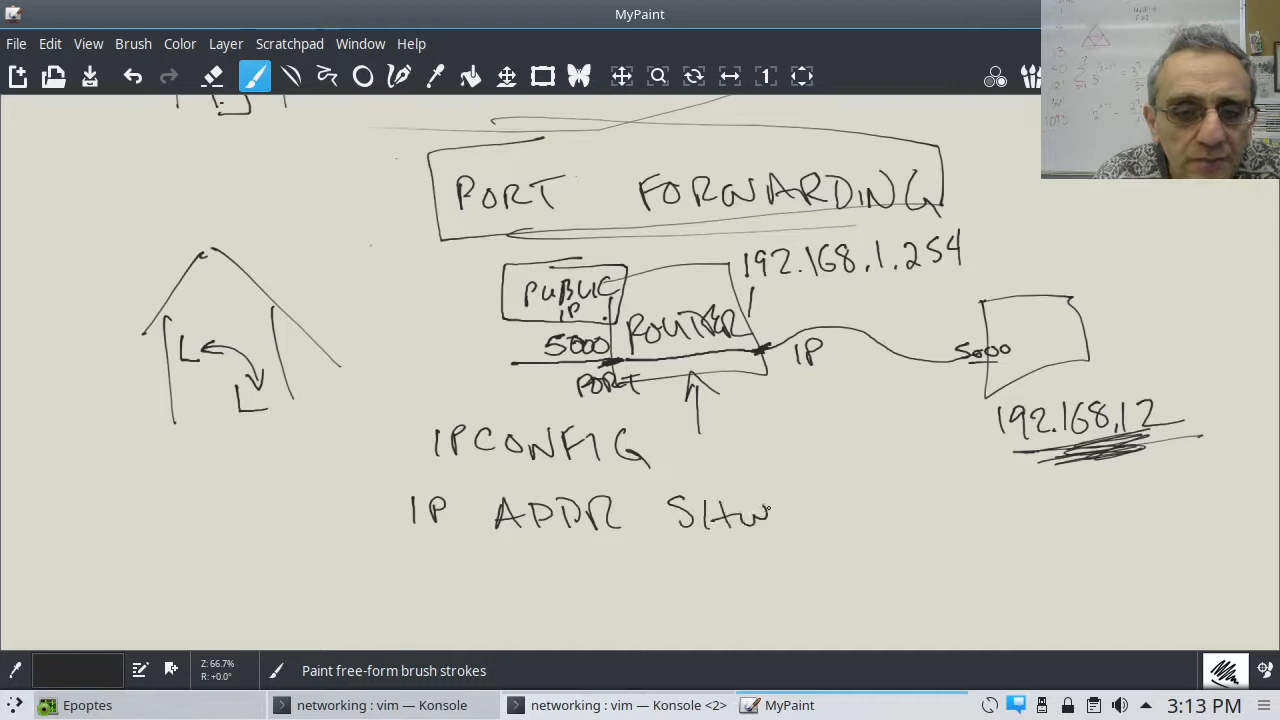 MyPaint
File Edit View Brush Color Layer Scratchpad Window Help
PORT FORWARDING
192.168.1.254
PUBLIC
IP
ROUTER
5000
PORT
IP
5000
192.168.12
L
L
IPCONFIG
IP ADDR SHW
Z: 66.7%
R: +0.0°
Paint free-form brush strokes
Epoptes
networking : vim — Konsole
networking : vim — Konsole <2>
MyPaint
3:13 PM